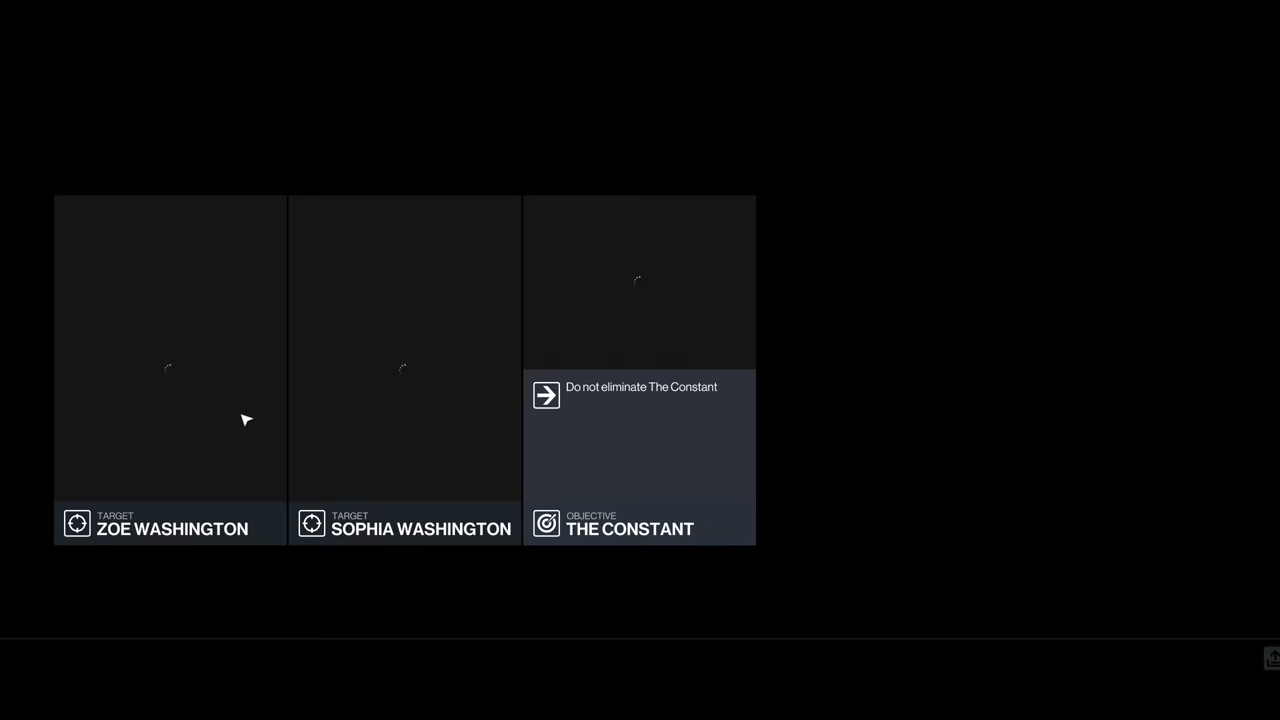 Do not eliminate The Constant
TARGET
ZOE WASHINGTON
TARGET
SOPHIA WASHINGTON
OBJECTIVE
THE CONSTANT